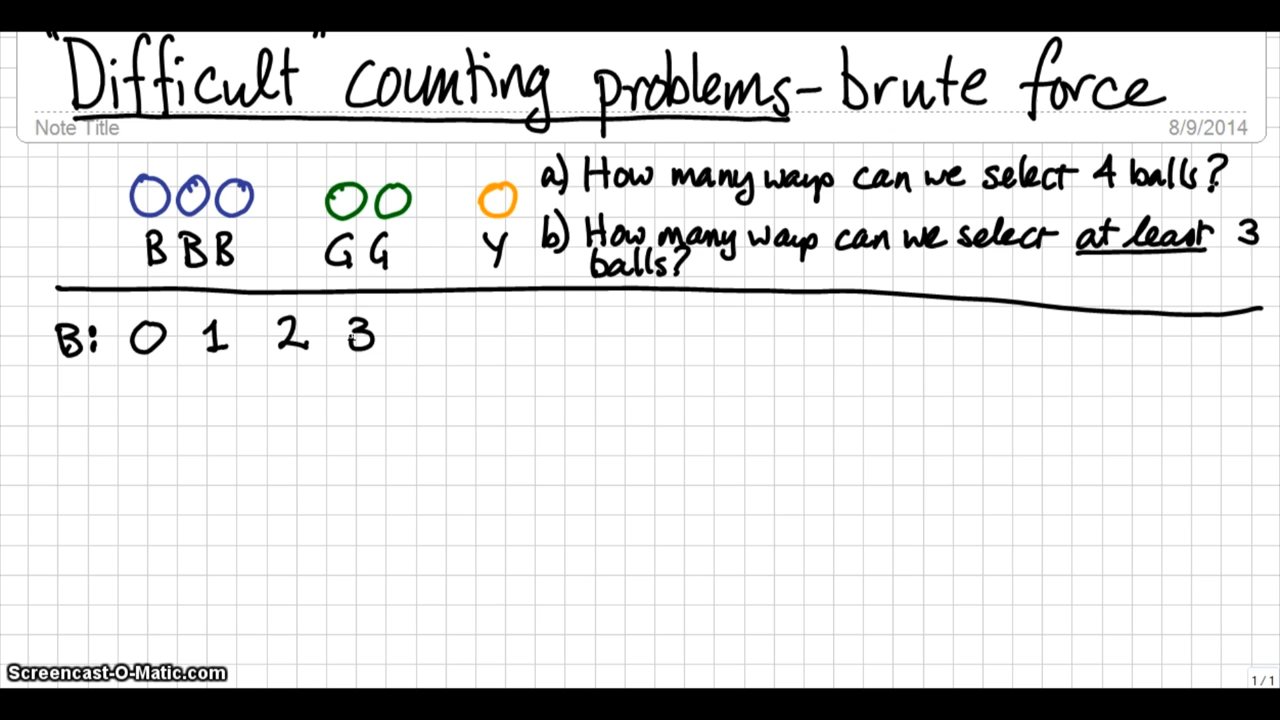 "Difficult" counting problems - brute force
Note Title
8/9/2014
a) How many ways can we select 4 balls?
b) How many ways can we select at least 3
balls?
B B B G G Y
B: 0 1 2 3
Screencast-O-Matic.com
1/1